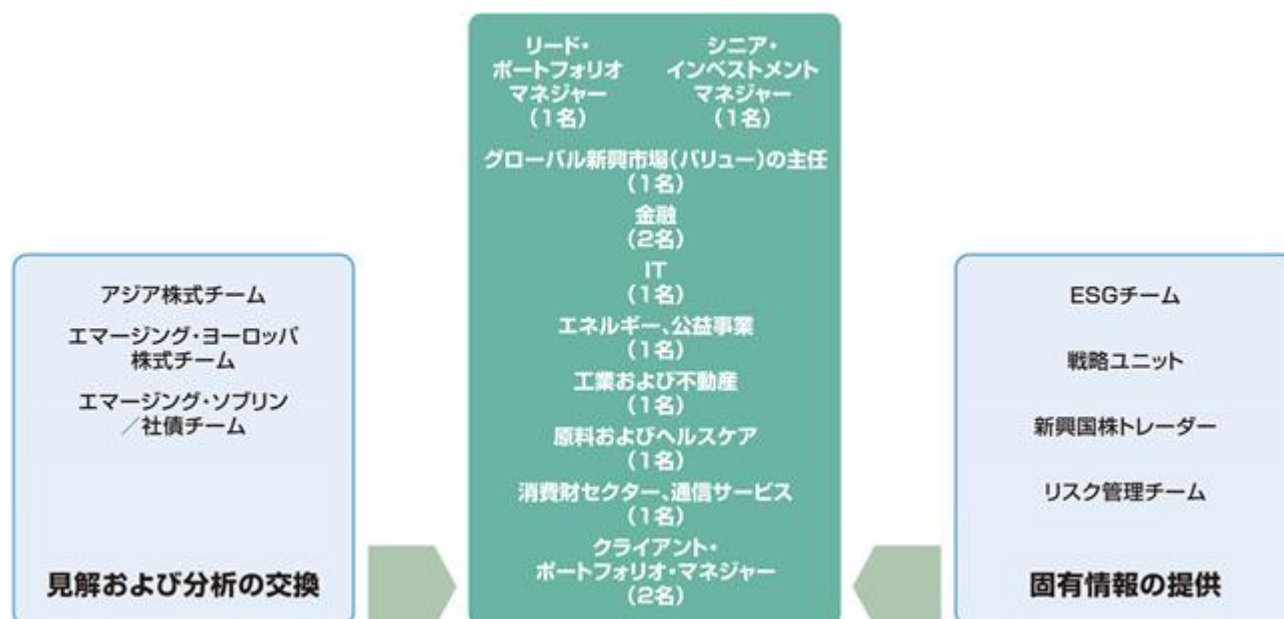 リード・
ポートフォリオ
マネジャー
(1名)
シニア・
インベストメント
マネジャー
(1名)
グローバル新興市場(バリュー)の主任
(1名)
金融
(2名)
IT
(1名)
エネルギー、公益事業
(1名)
工業および不動産
(1名)
原料およびヘルスケア
(1名)
消費財セクター、通信サービス
(1名)
クライアント・
ポートフォリオ・マネジャー
(2名)
アジア株式チーム
エマージング・ヨーロッパ
株式チーム
エマージング・ソブリン
/社債チーム
見解および分析の交換
ESGチーム
戦略ユニット
新興国株トレーダー
リスク管理チーム
固有情報の提供